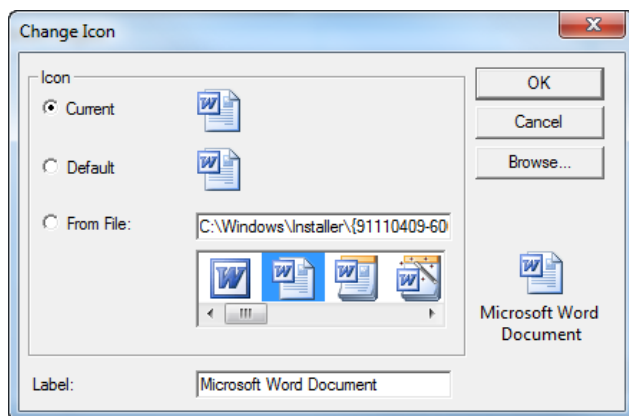 Change Icon
Icon
Current
Default
From File:
C:\Windows\Installer\{91110409-60
OK
Cancel
Browse...
Microsoft Word
Document
Label:
Microsoft Word Document